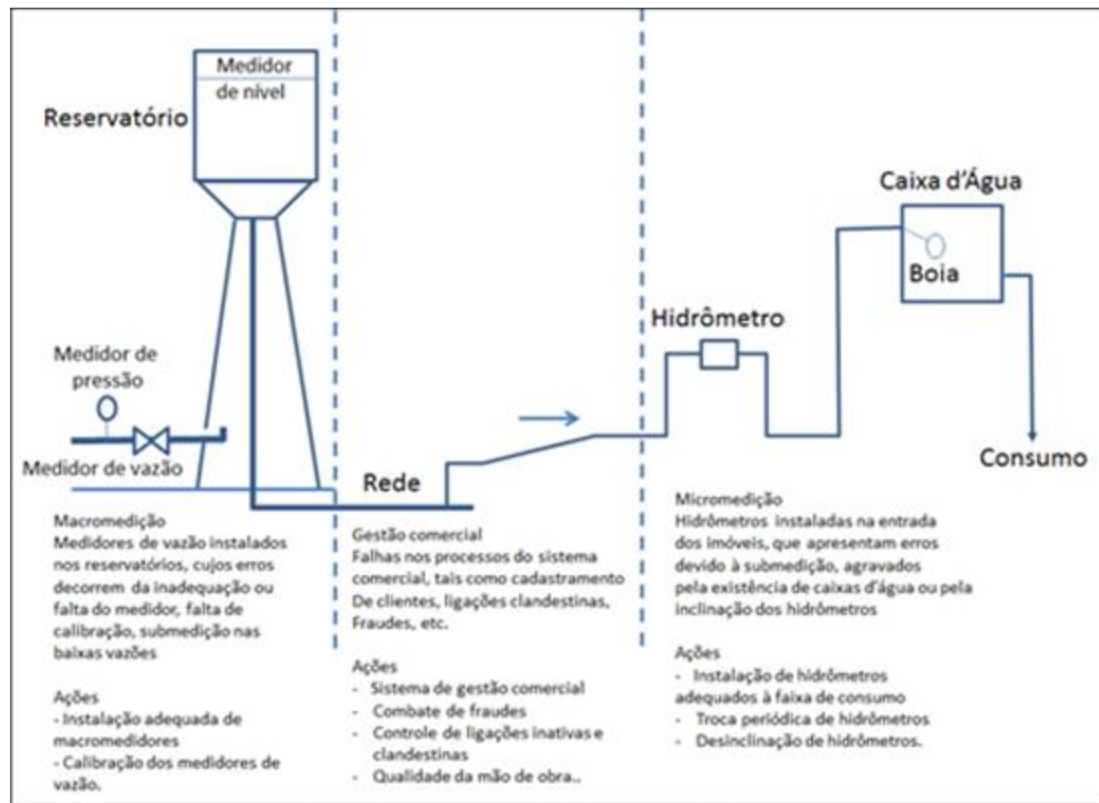 Medidor
de nível
Reservatório
Medidor de
pressão
Medidor de vazão
Rede
Hidrômetro
Caixa d'Água
Boia
Consumo
Macromedição
Medidores de vazão instalados
nos reservatórios, cujos erros
decorrem da inadequação ou
falta do medidor, falta de
calibração, submedição nas
baixas vazões
Ações
- Instalação adequada de
macromedidores
- Calibração dos medidores de
vazão.
Gestão comercial
Falhas nos processos do sistema
comercial, tais como cadastramento
De clientes, ligações clandestinas,
Fraudes, etc.
Ações
- Sistema de gestão comercial
- Combate de fraudes
- Controle de ligações inativas e
clandestinas
- Qualidade da mão de obra..
Micromedição
Hidrômetros instaladas na entrada
dos imóveis, que apresentam erros
devido à submedição, agravados
pela existência de caixas d'água ou pela
inclinação dos hidrômetros
Ações
- Instalação de hidrômetros
adequados à faixa de consumo
- Troca periódica de hidrômetros
- Desinclinação de hidrômetros.